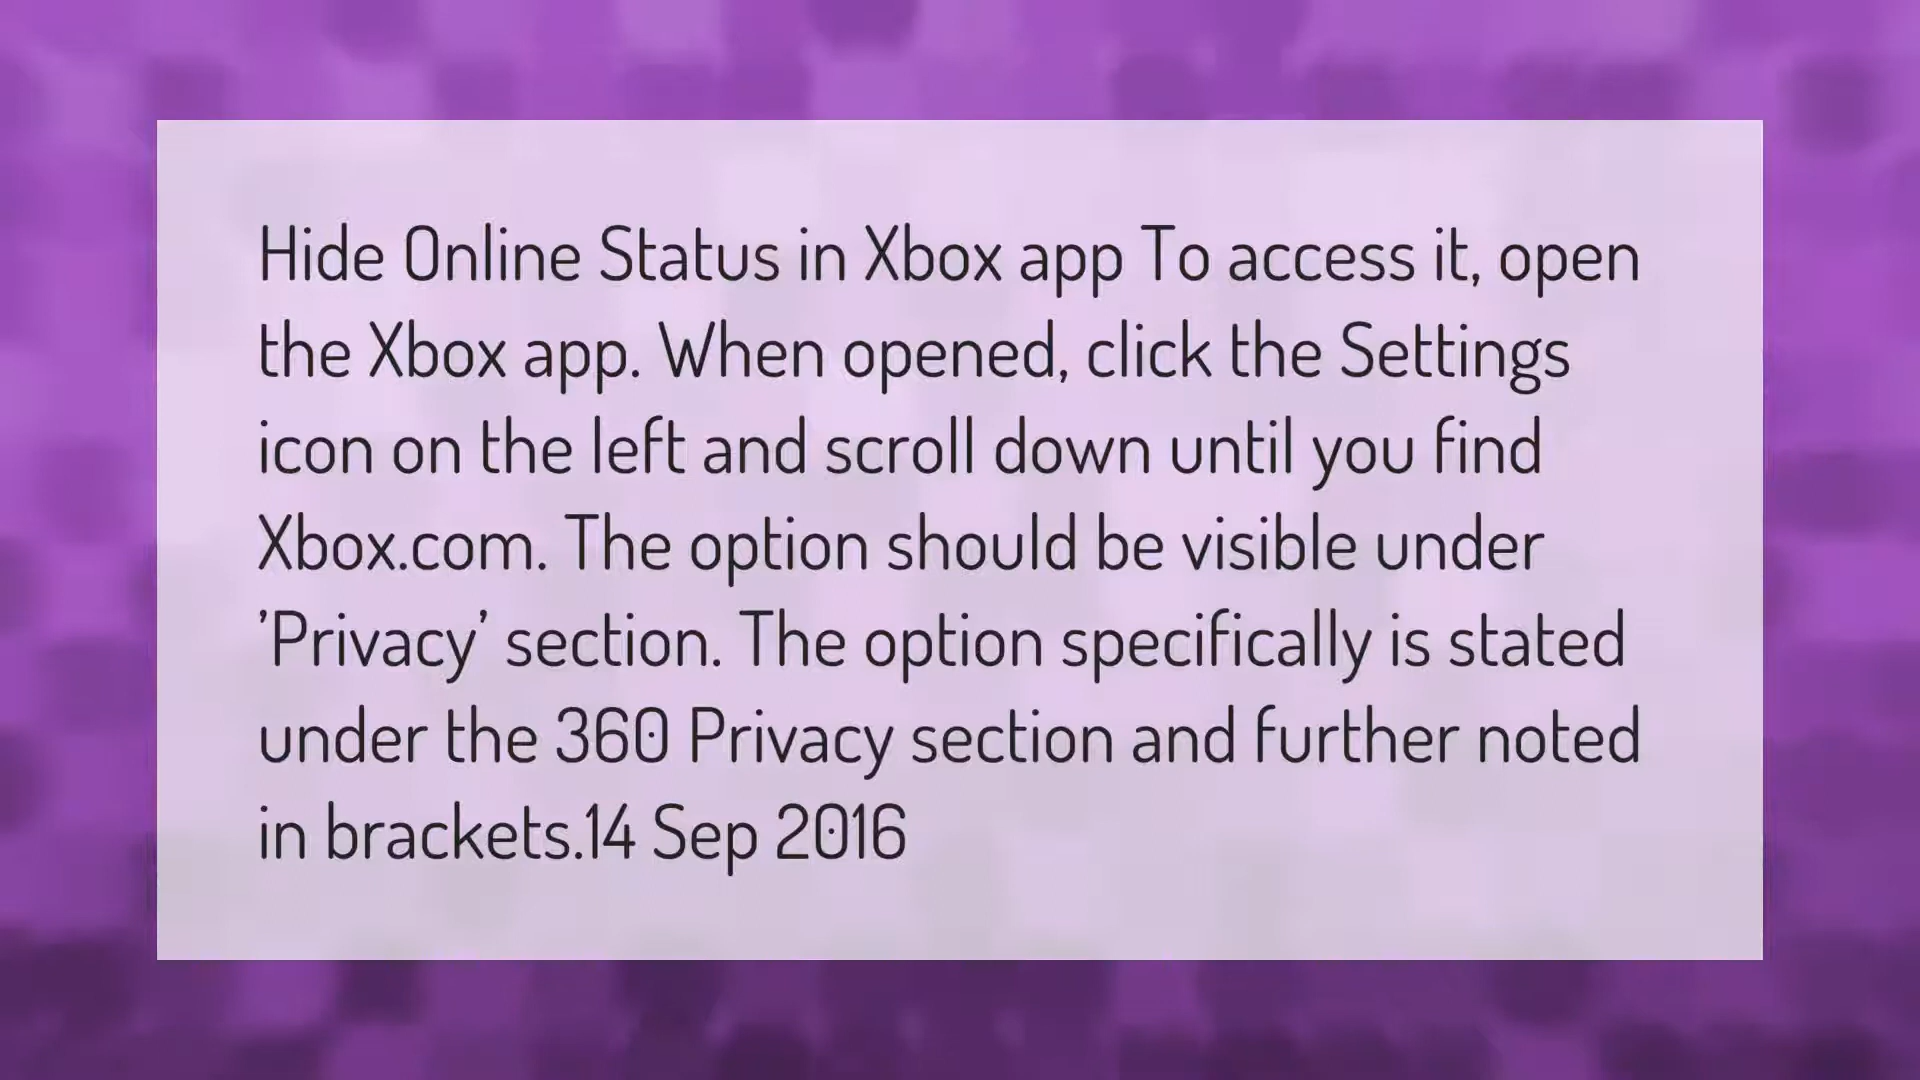 Hide Online Status in Xbox app To access it, open
the Xbox app. When opened, click the Settings
icon on the left and scroll down until you find
Xbox.com. The option should be visible under
'Privacy' section. The option specifically is stated
under the 360 Privacy section and further noted
in brackets.14 Sep 2016